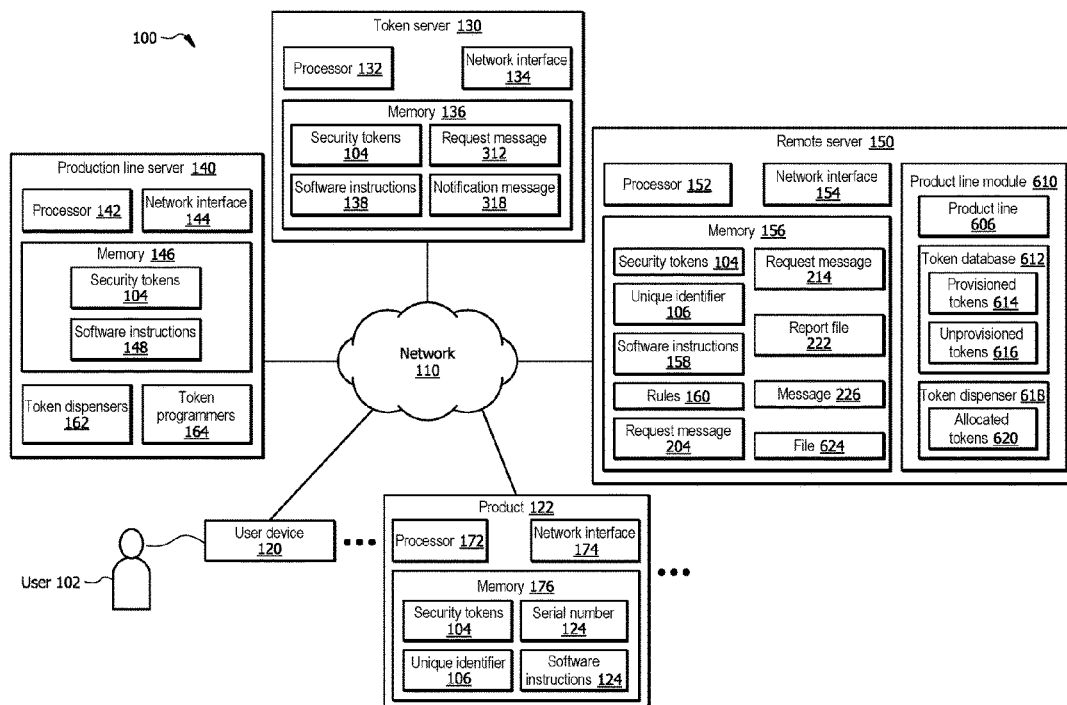 100
Token server 130
Processor 132
Network interface
134
Memory 136
Security tokens
104
Request message
312
Software instructions
138
Notification message
318
Production line server 140
Processor 142
Network interface
144
Memory 146
Security tokens
104
Software instructions
148
Token dispensers
162
Token
programmers
164
Network
110
Remote server 150
Processor 152
Network interface
154
Memory 156
Security tokens 104
Unique identifier
106
Software instructions
158
Rules 160
Request message
204
Request message
214
Report file
222
Message 226
File 624
Product line module 610
Product line
606
Token database 612
Provisioned
tokens 614
Unprovisioned
tokens 616
Token dispenser 618
Allocated
tokens 620
User 102
User device
120
Product 122
Processor 172
Network interface
174
Memory 176
Security tokens
104
Serial number
124
Unique identifier
106
Software
instructions 124